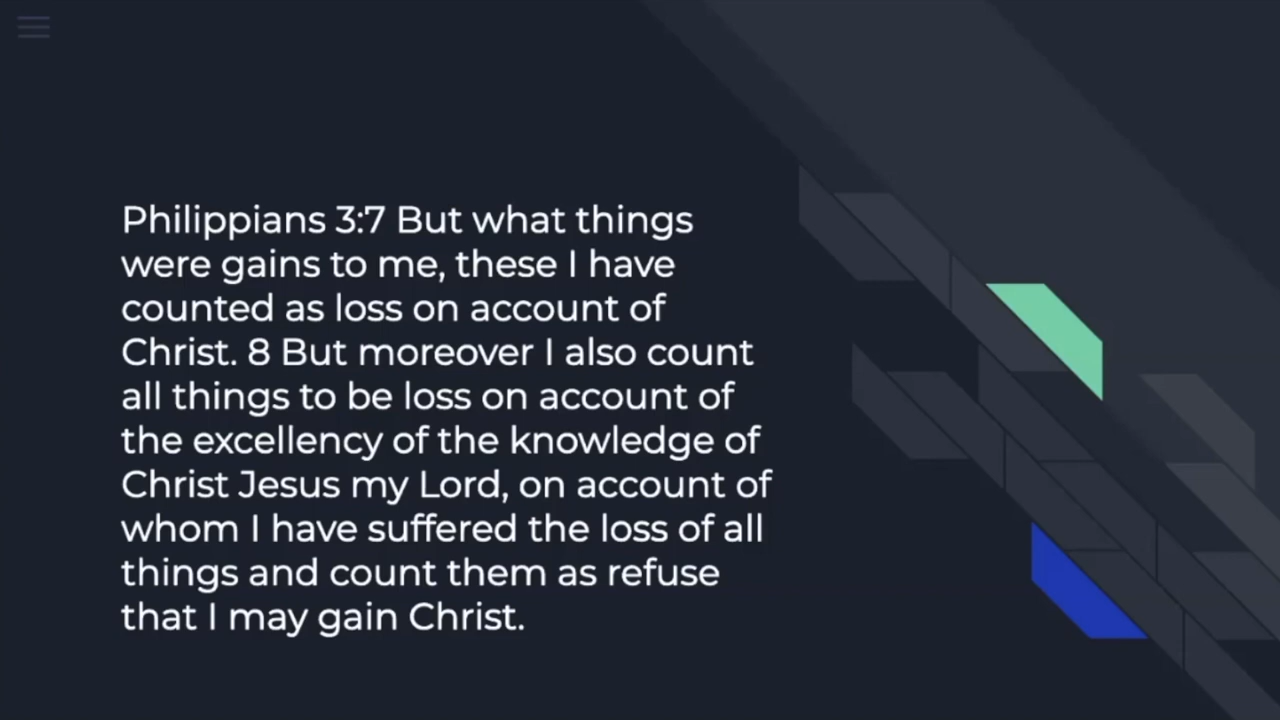 Philippians 3:7 But what things
were gains to me, these I have
counted as loss on account of
Christ. 8 But moreover I also count
all things to be loss on account of
the excellency of the knowledge of
Christ Jesus my Lord, on account of
whom I have suffered the loss of all
things and count them as refuse
that I may gain Christ.